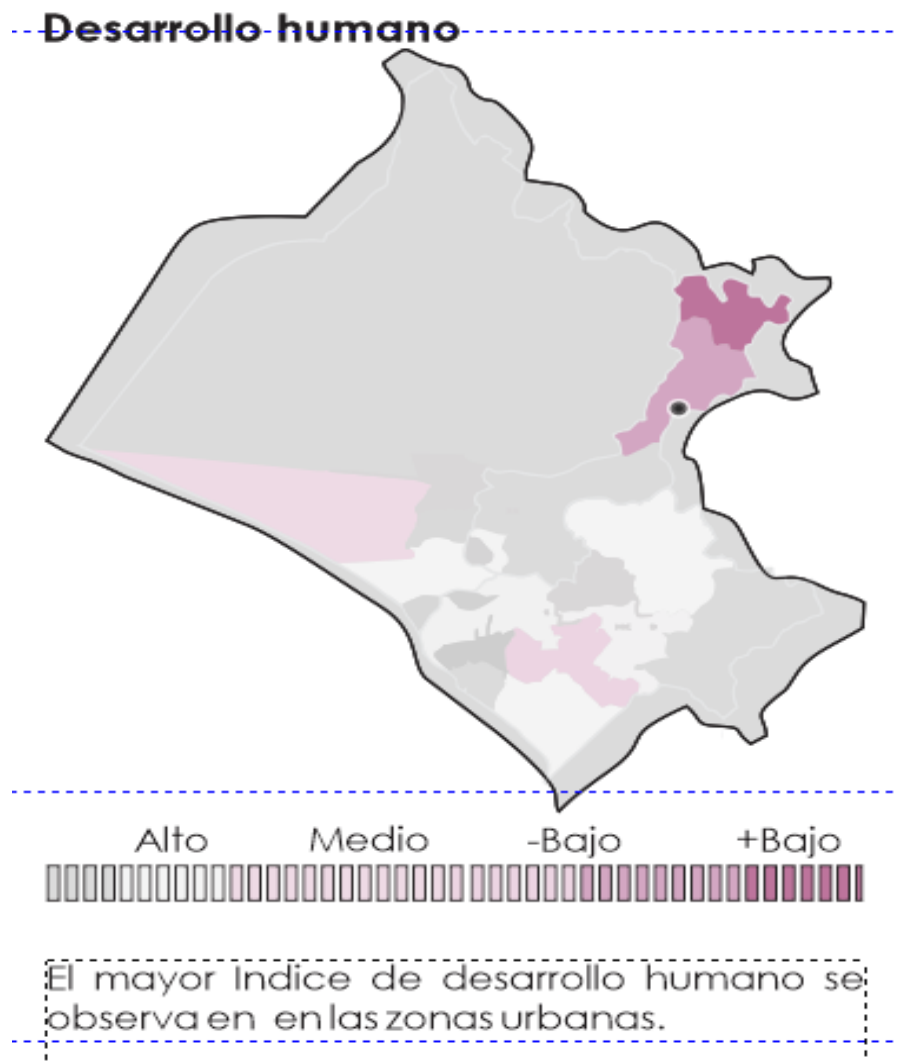 Desarrollo humano
Alto Medio -Bajo +Bajo
El mayor Indice de desarrollo humano se
observa en en las zonas urbanas.